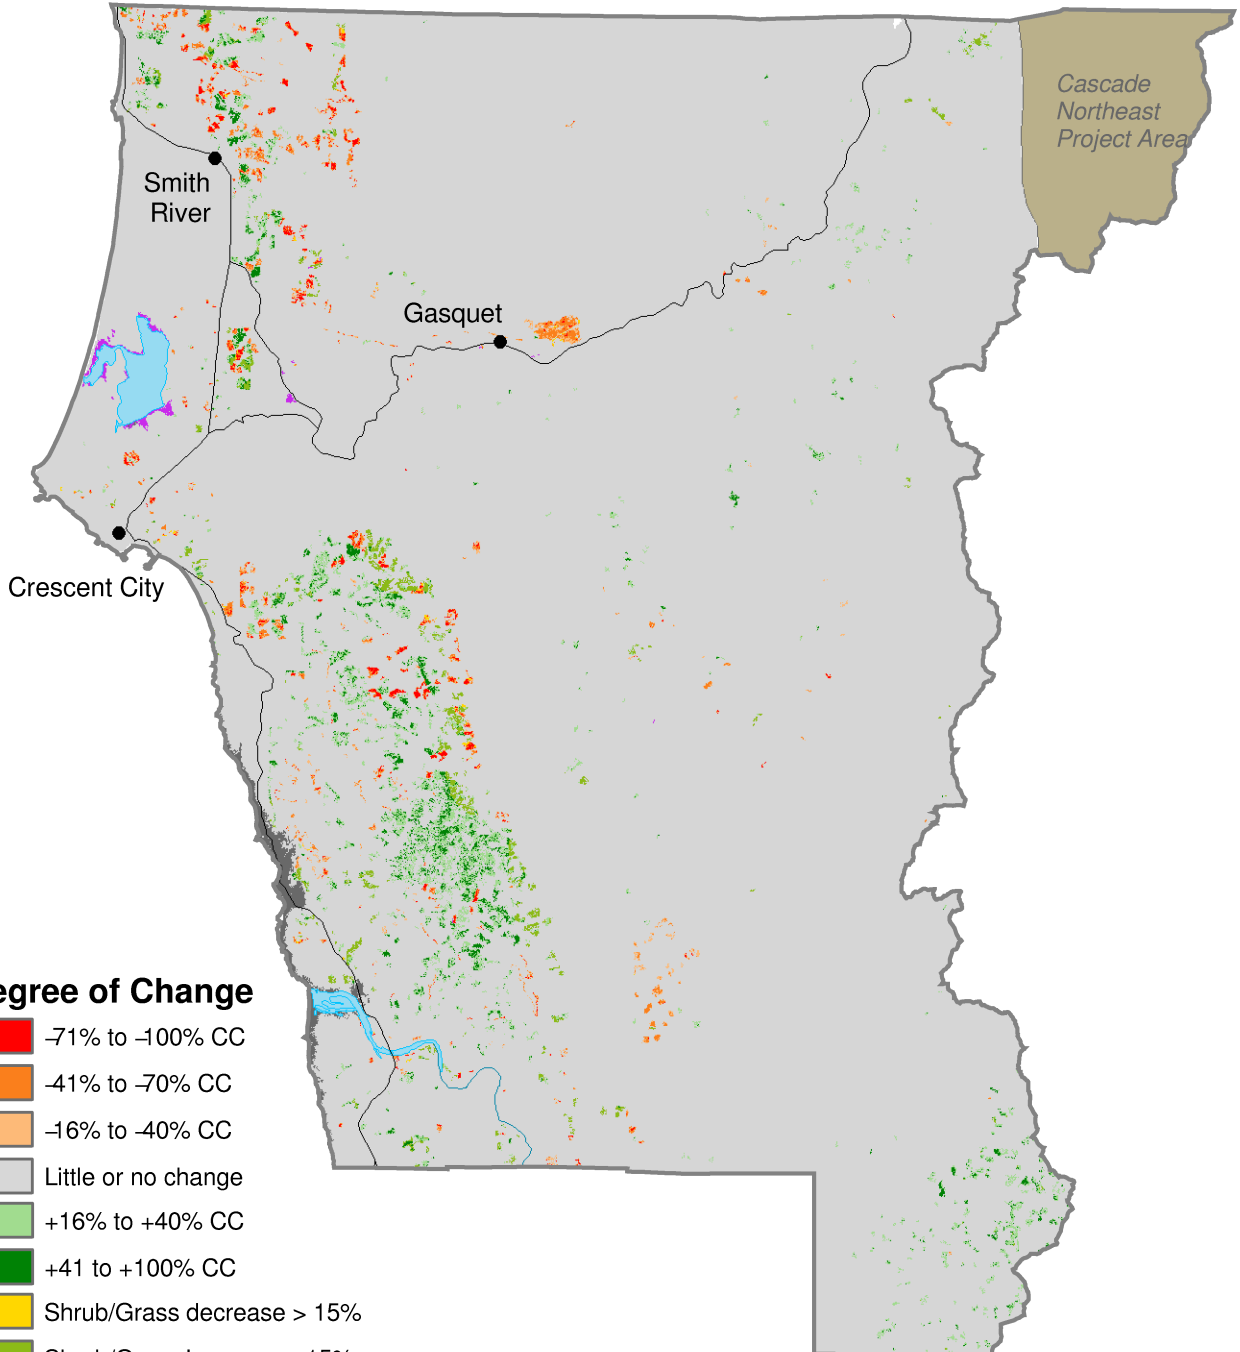 Cascade
Northeast
Project Area
Smith
River
Gasquet
Crescent City
egree of Change
–71% to –100% CC
–41% to –70% CC
–16% to –40% CC
Little or no change
+16% to +40% CC
+41 to +100% CC
Shrub/Grass decrease > 15%